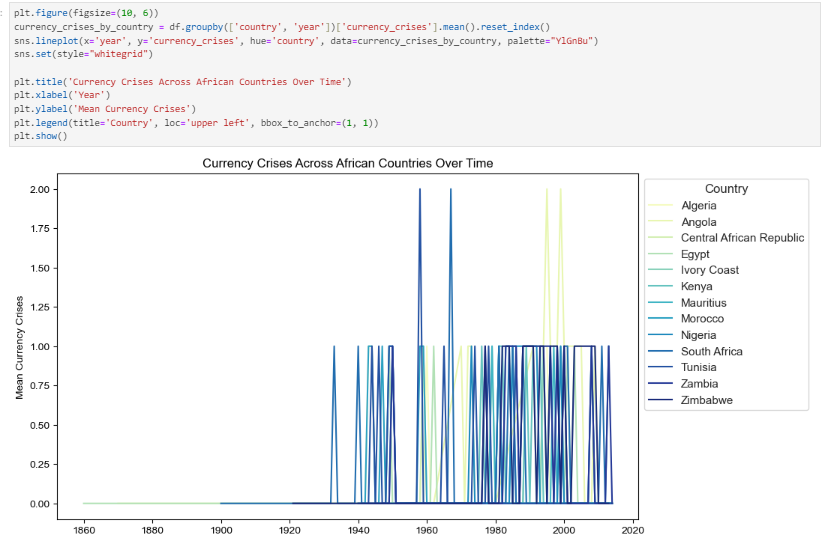 plt.figure(figsize=(10, 6))
currency_crises_by_country = df.groupby(['country', 'year'])['currency_crises'].mean().reset_index()
sns.lineplot(x='year', y='currency_crises', hue='country', data=currency_crises_by_country, palette="YlGnBu")
sns.set(style="whitegrid")
plt.title('Currency Crises Across African Countries Over Time')
plt.xlabel('Year')
plt.ylabel('Mean Currency Crises')
plt.legend(title='Country', loc='upper left', bbox_to_anchor=(1, 1))
plt.show()
Currency Crises Across African Countries Over Time
Mean Currency Crises
2.00
1.75
1.50
1.25
1.00
0.75
0.50
0.25
0.00
1860 1880 1900 1920 1940 1960 1980 2000 2020
Country
Algeria
Angola
Central African Republic
Egypt
Ivory Coast
Kenya
Mauritius
Morocco
Nigeria
South Africa
Tunisia
Zambia
Zimbabwe